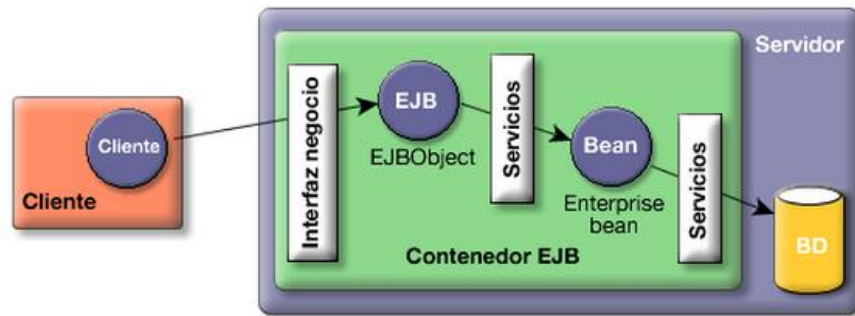 Servidor
Cliente
Cliente
Interfaz negocio
EJB
EJBObject
Servicios
Bean
Enterprise
bean
Servicios
BD
Contenedor EJB